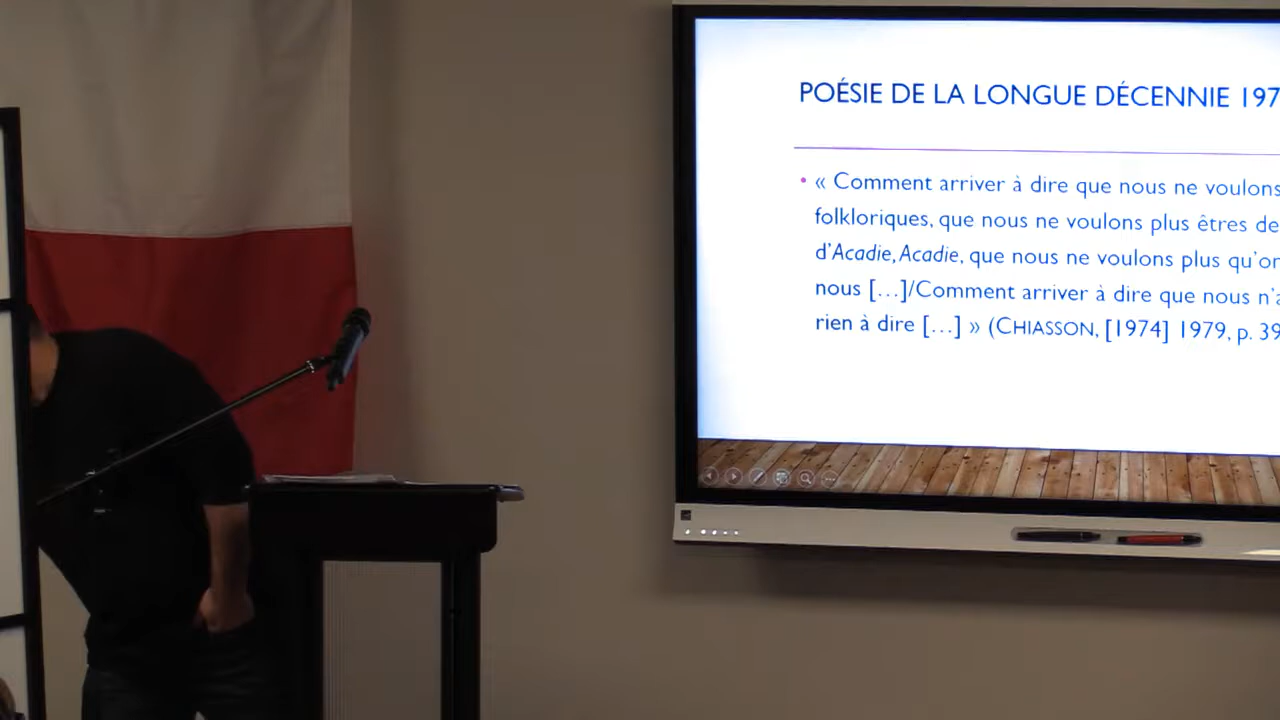 POÉSIE DE LA LONGUE DÉCENNIE 197
• « Comment arriver à dire que nous ne voulons
folkloriques, que nous ne voulons plus êtres de
d'Acadie, Acadie, que nous ne voulons plus qu'on
nous [...]/Comment arriver à dire que nous n'a
rien à dire [...] » (CHIASSON, [1974] 1979, p. 39